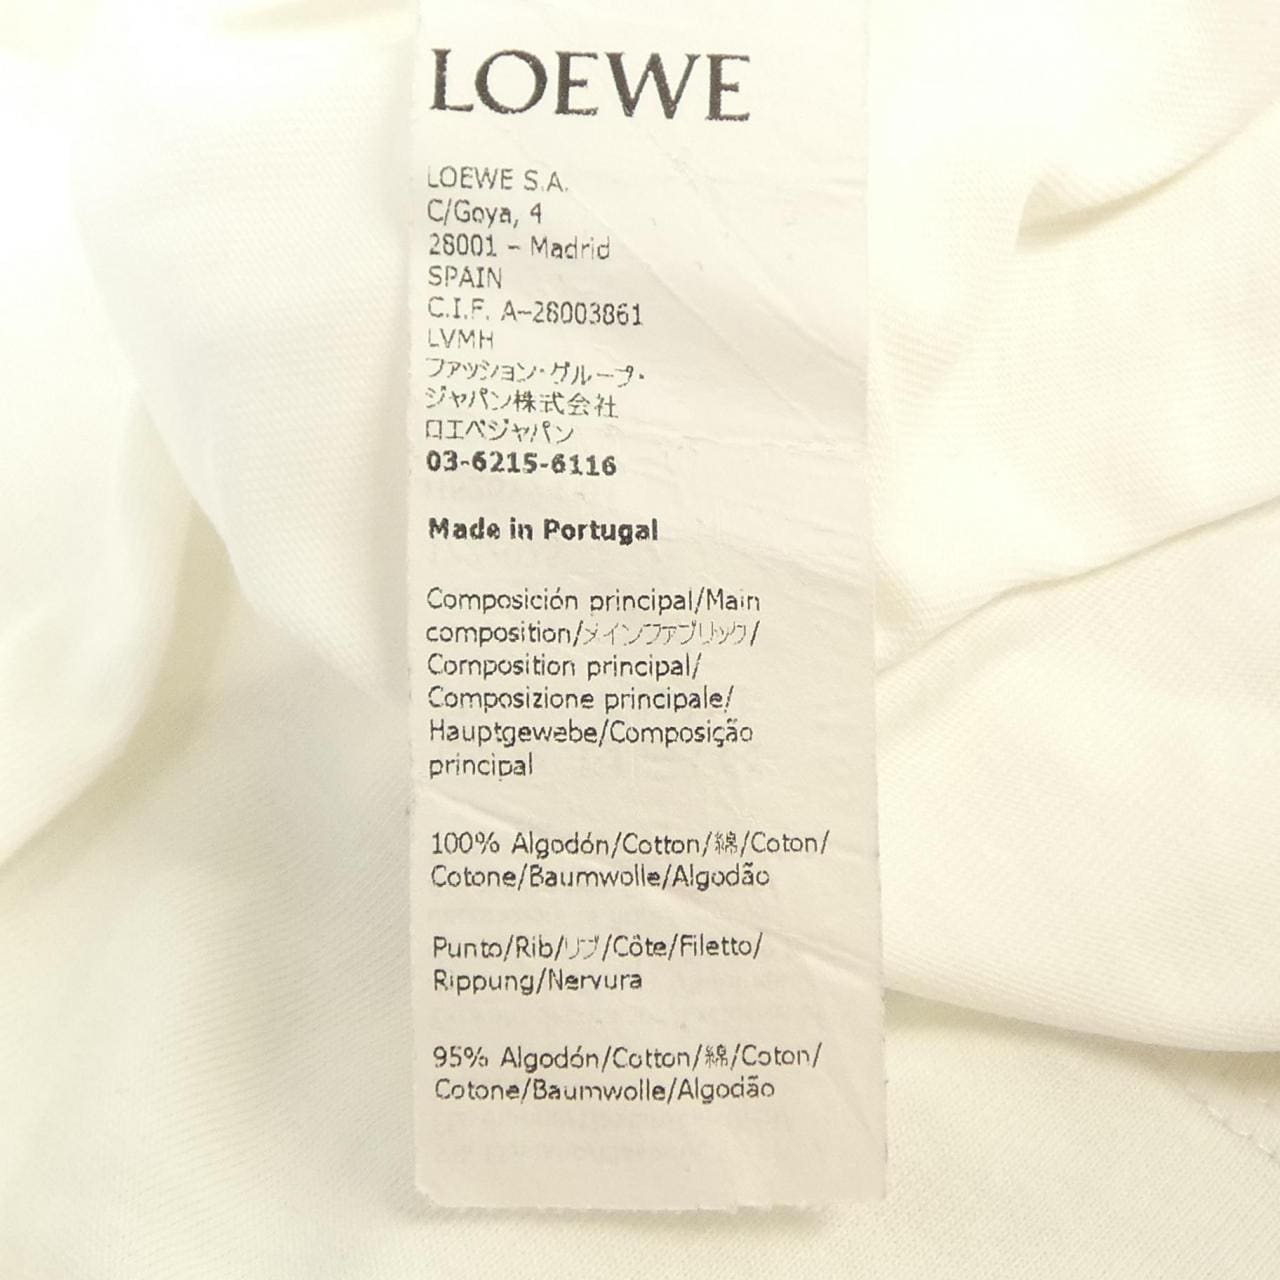 LOEWE
LOEWE S.A.
C/Goya, 4
28001 - Madrid
SPAIN
C.I.F. A-28003861
LVMH
ファッション・グループ・
ジャパン株式会社
ロエベジャパン
03-6215-6116
Made in Portugal
Composición principal/Main
composition/メインファブリック/
Composition principal/
Composizione principale/
Hauptgewebe/Composição
principal
100% Algodón/Cotton/綿/Coton/
Cotone/Baumwolle/Algodão
Punto/Rib/リブ/Côte/Filetto/
Rippung/Nervura
95% Algodón/Cotton/綿/Coton/
Cotone/Baumwolle/Algodão